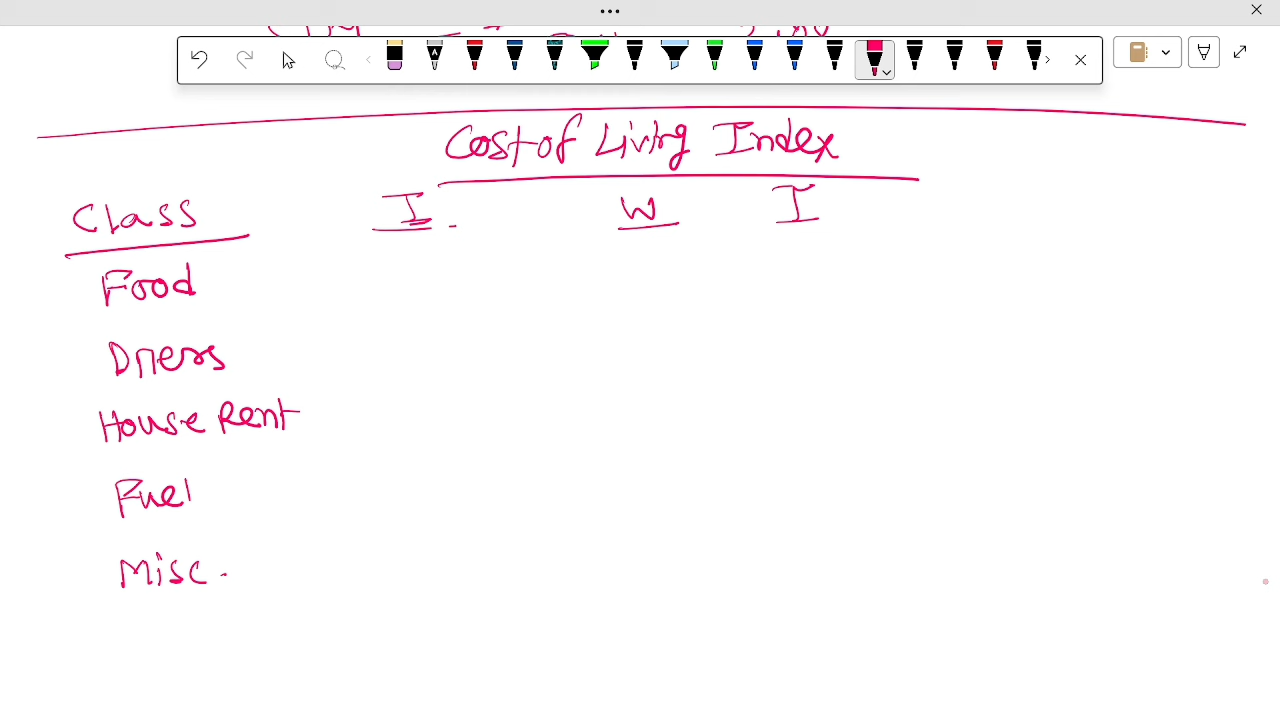 Cost of Living Index
Class I. W I
Food
Dress
House Rent
Fuel
Misc.